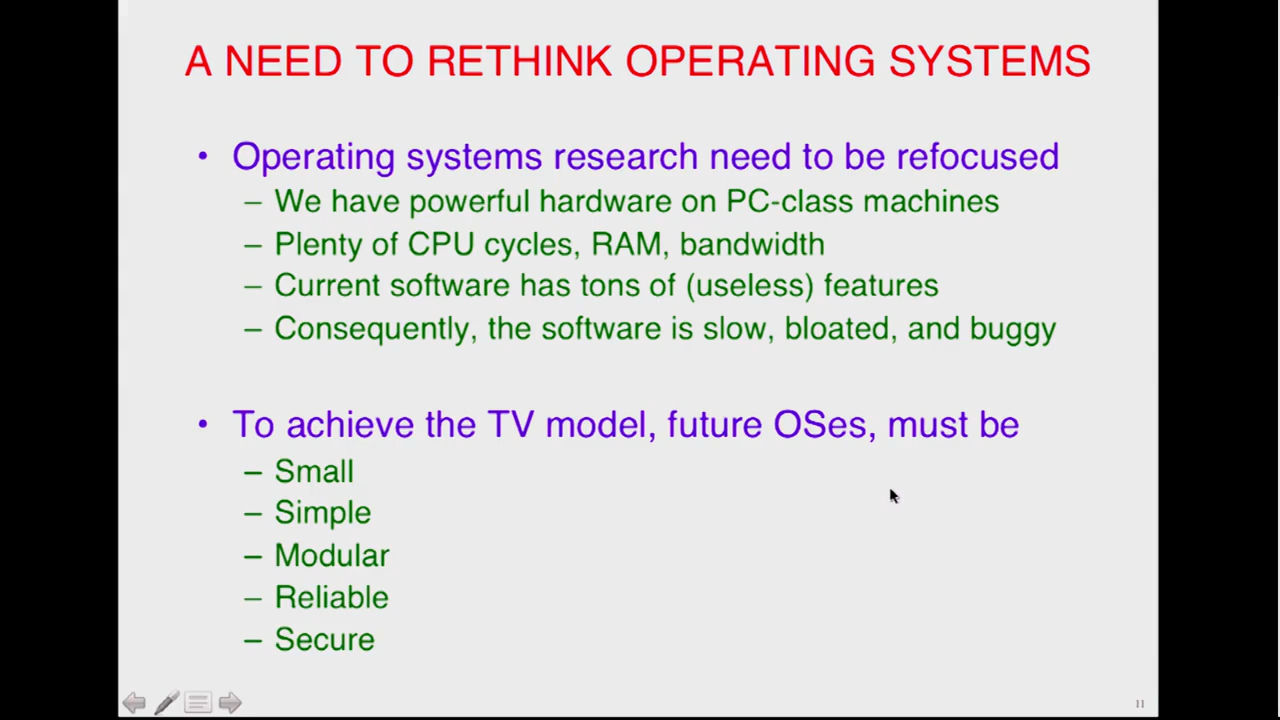 A NEED TO RETHINK OPERATING SYSTEMS
• Operating systems research need to be refocused
– We have powerful hardware on PC-class machines
– Plenty of CPU cycles, RAM, bandwidth
– Current software has tons of (useless) features
– Consequently, the software is slow, bloated, and buggy
• To achieve the TV model, future OSes, must be
– Small
– Simple
– Modular
– Reliable
– Secure
11